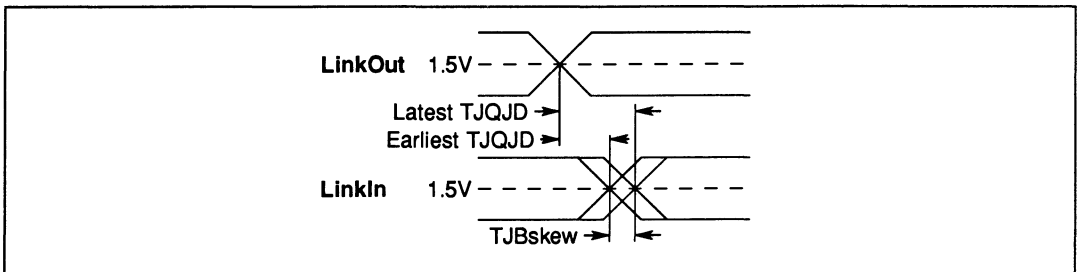 LinkOut 1.5V
Latest TJQJD
Earliest TJQJD
LinkIn 1.5V
TJBskew